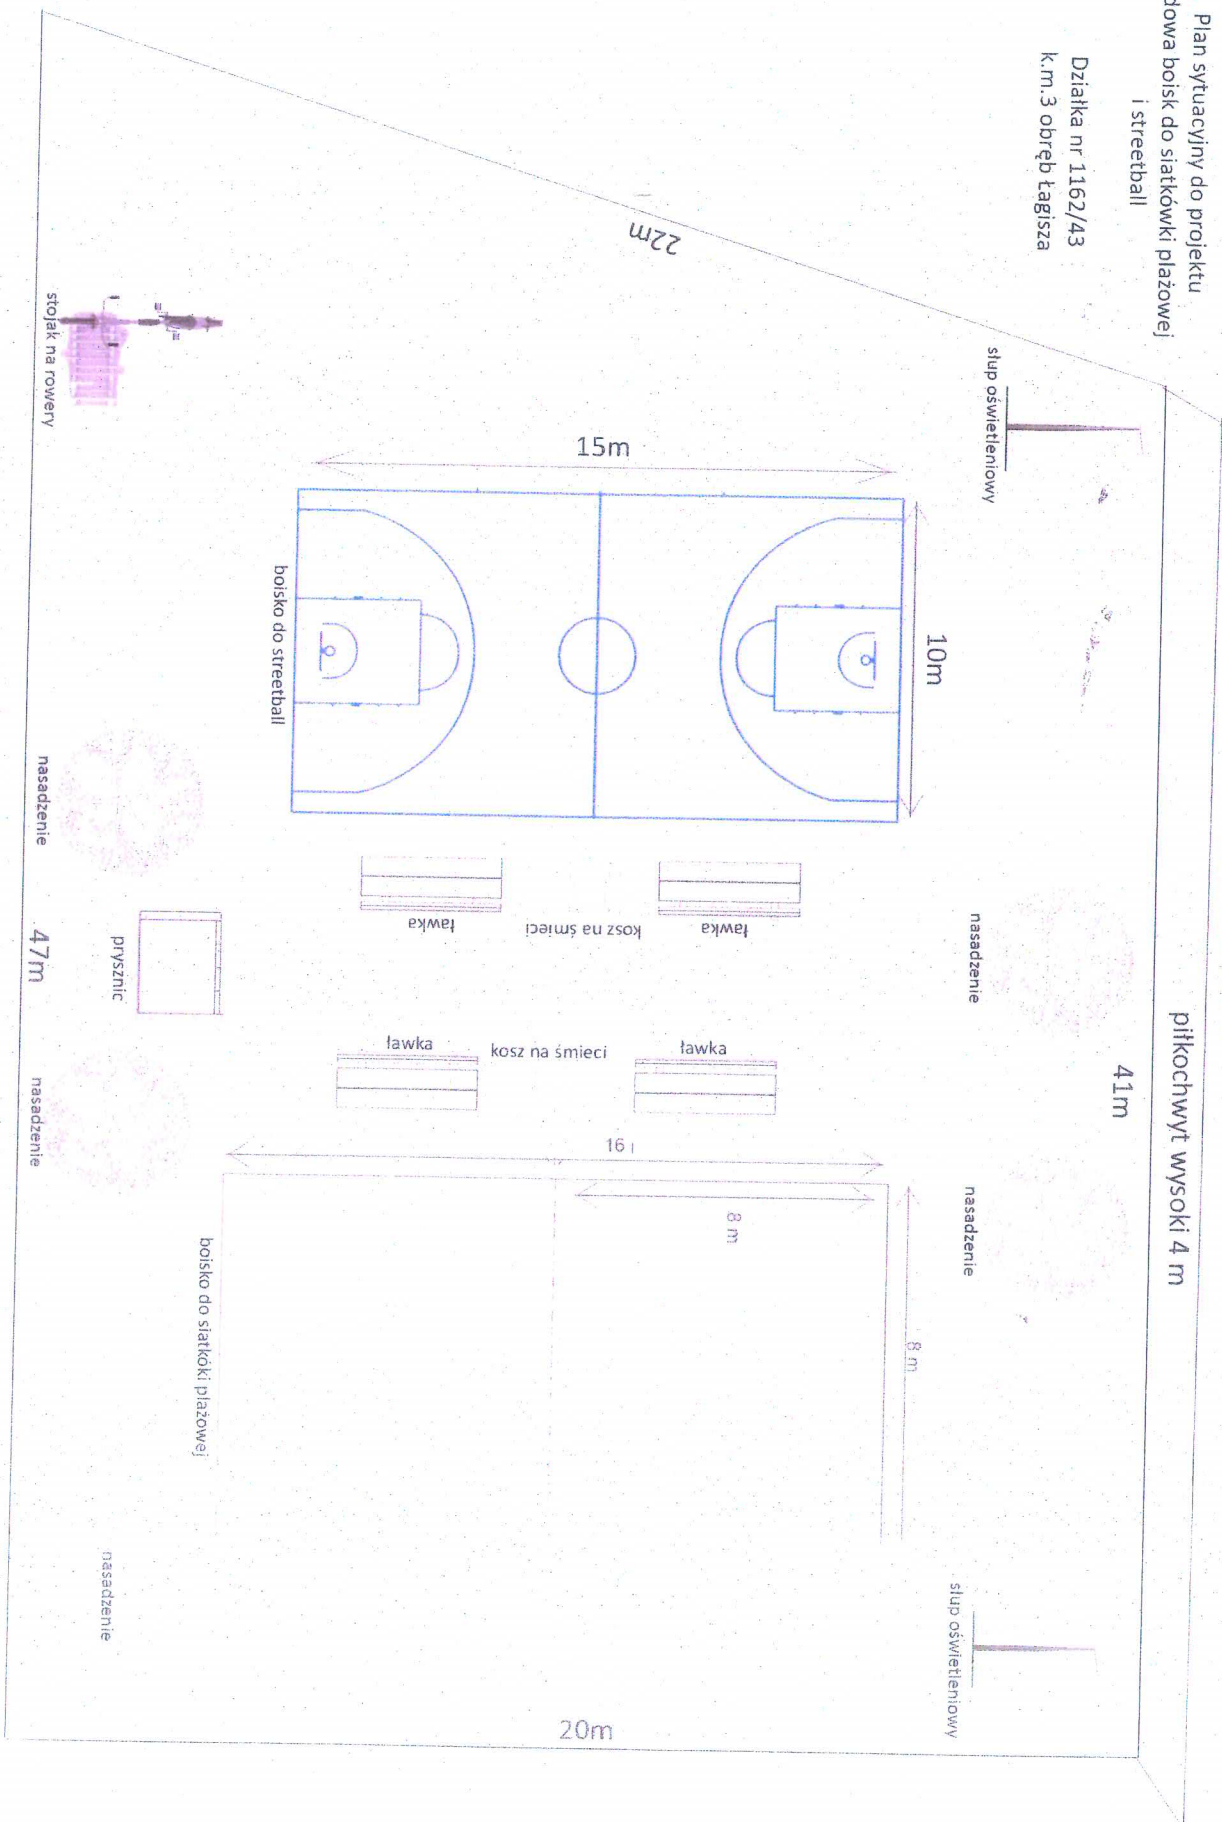 Plan sytuacyjny do projektu
dowa boisk do siatkówki plażowej
i streetball
Działka nr 1162/43
k.m.3 obręb Łagisza
piłkochwyt wysoki 4 m
41m
słup oświetleniowy
nasadzenie
nasadzenie
słup oświetleniowy
22m
10m
15m
boisko do streetball
ławka
kosz na śmieci
ławka
ławka
kosz na śmieci
ławka
8 m
8 m
16
boisko do siatkóki plażowej
20m
stojak na rowery
nasadzenie
prysznic
47m
nasadzenie
nasadzenie